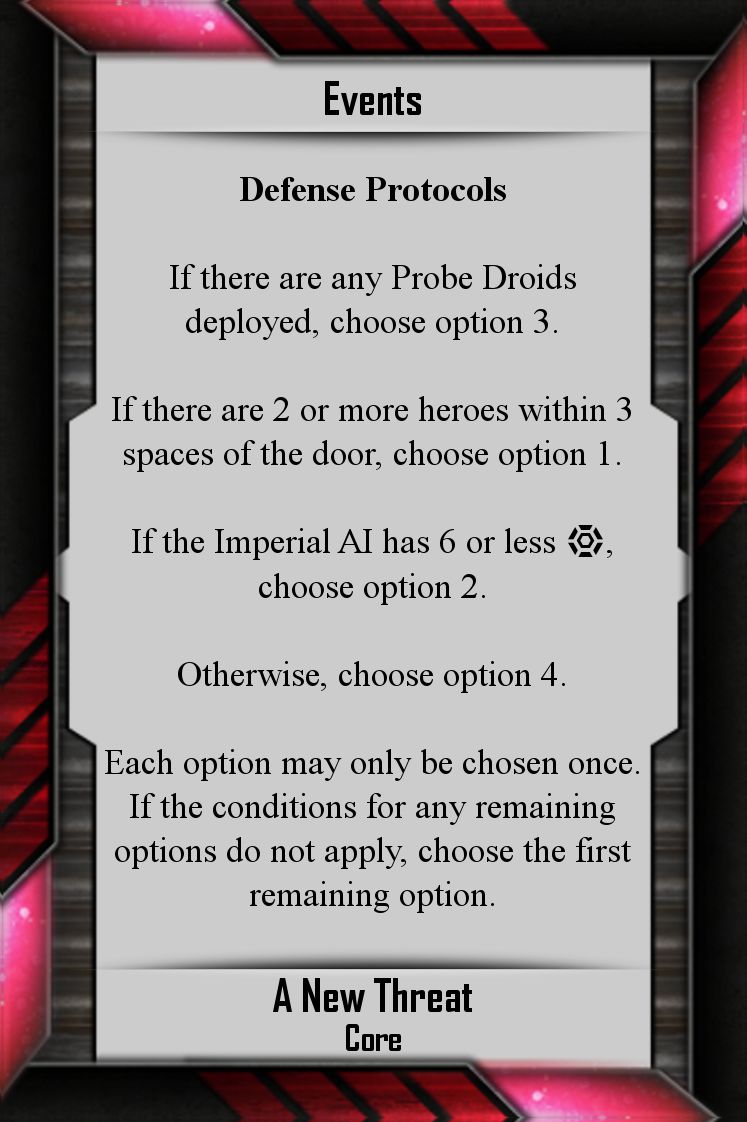 Events
Defense Protocols
If there are any Probe Droids
deployed, choose option 3.
If there are 2 or more heroes within 3
spaces of the door, choose option 1.
If the Imperial AI has 6 or less ,
choose option 2.
Otherwise, choose option 4.
Each option may only be chosen once.
If the conditions for any remaining
options do not apply, choose the first
remaining option.
A New Threat
Core